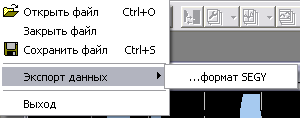 Открыть файл Ctrl+O
Закрыть файл
Сохранить файл Ctrl+S
Экспорт данных
...формат SEGY
Выход